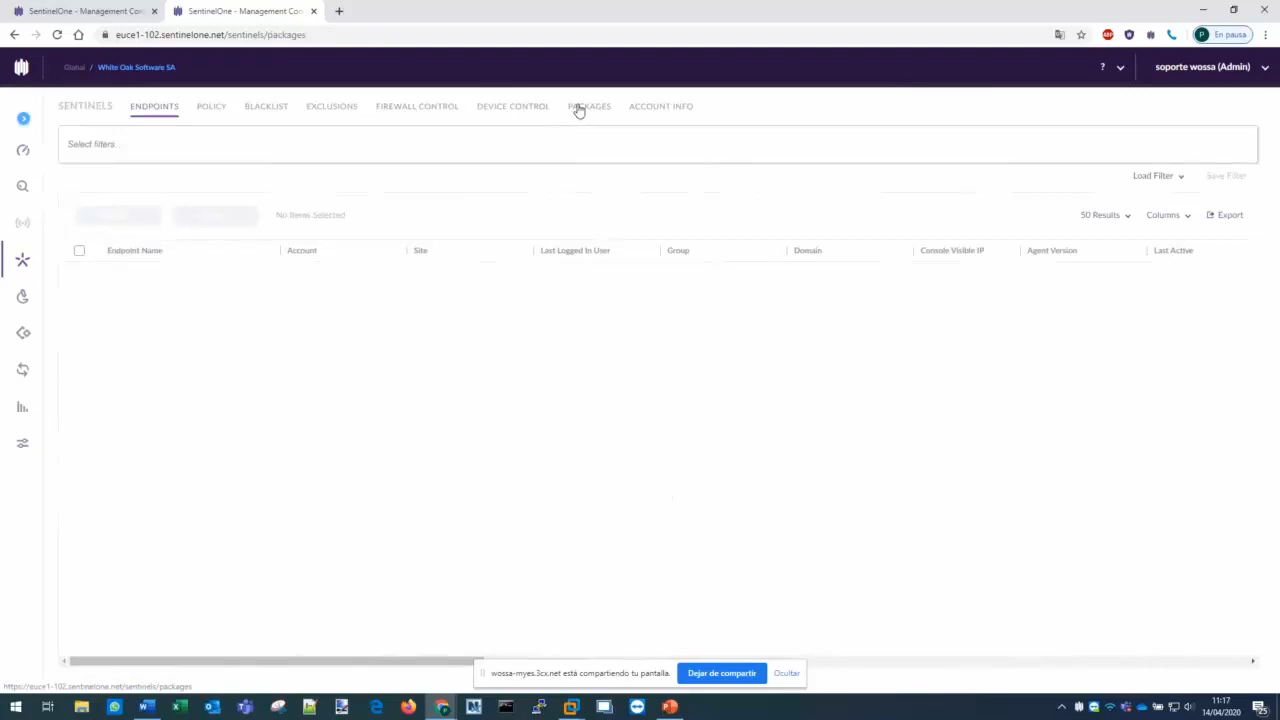 SentinelOne - Management Con
SentinelOne - Management Con
euce1-102.sentinelone.net/sentinels/packages
ABP
P
En pausa
Global / White Oak Software SA
?
soporte wossa (Admin)
SENTINELS
ENDPOINTS
POLICY
BLACKLIST
EXCLUSIONS
FIREWALL CONTROL
DEVICE CONTROL
PACKAGES
ACCOUNT INFO
Select filters...
Load Filter
Save Filter
No Items Selected
50 Results
Columns
Export
Endpoint Name
Account
Site
Last Logged In User
Group
Domain
Console Visible IP
Agent Version
Last Active
wossa-myes.3cx.net está compartiendo tu pantalla.
Dejar de compartir
Ocultar
https://euce1-102.sentinelone.net/sentinels/packages
11:17
14/04/2020
25